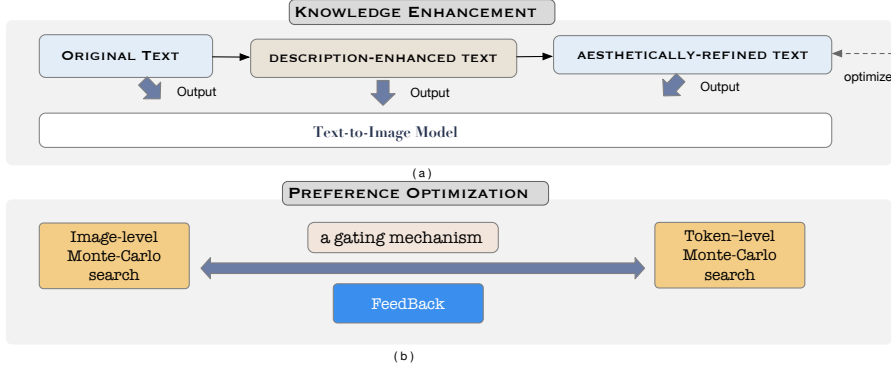 KNOWLEDGE ENHANCEMENT
ORIGINAL TEXT
DESCRIPTION-ENHANCED TEXT
AESTHETICALLY-REFINED TEXT
optimize
Output
Output
Output
Text-to-Image Model
(a)
PREFERENCE OPTIMIZATION
Image-level
Monte-Carlo
search
a gating mechanism
Token–level
Monte-Carlo
search
FeedBack
(b)